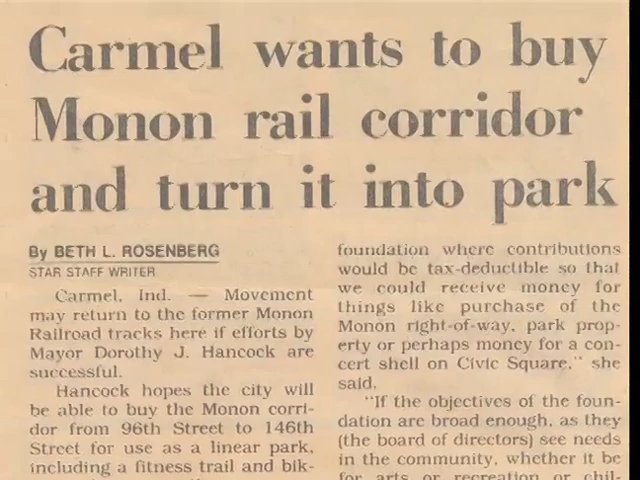 Carmel wants to buy
Monon rail corridor
and turn it into park
By BETH L. ROSENBERG
STAR STAFF WRITER
Carmel, Ind. — Movement
may return to the former Monon
Railroad tracks here if efforts by
Mayor Dorothy J. Hancock are
successful.
Hancock hopes the city will
be able to buy the Monon corri-
dor from 96th Street to 146th
Street for use as a linear park,
including a fitness trail and bik-
foundation where contributions
would be tax-deductible so that
we could receive money for
things like purchase of the
Monon right-of-way, park prop-
erty or perhaps money for a con-
cert shell on Civic Square," she
said.
"If the objectives of the foun-
dation are broad enough, as they
(the board of directors) see needs
in the community, whether it be
for arts or recreation or chil-